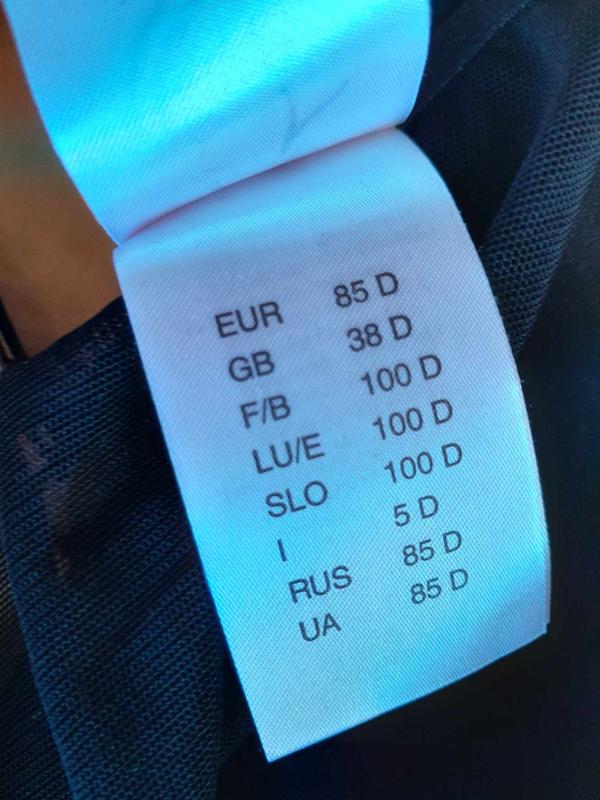 EUR 85 D
GB 38 D
F/B 100 D
LU/E 100 D
SLO 100 D
I 5 D
RUS 85 D
UA 85 D